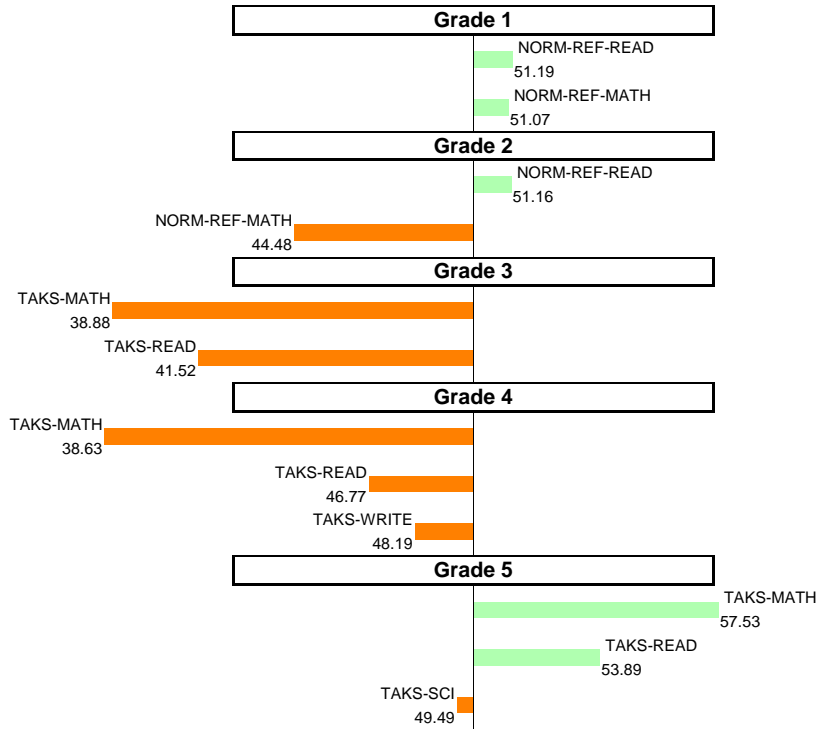 Grade 1
NORM-REF-READ
51.19
NORM-REF-MATH
51.07
Grade 2
NORM-REF-READ
51.16
NORM-REF-MATH
44.48
Grade 3
TAKS-MATH
38.88
TAKS-READ
41.52
Grade 4
TAKS-MATH
38.63
TAKS-READ
46.77
TAKS-WRITE
48.19
Grade 5
TAKS-MATH
57.53
TAKS-READ
53.89
TAKS-SCI
49.49